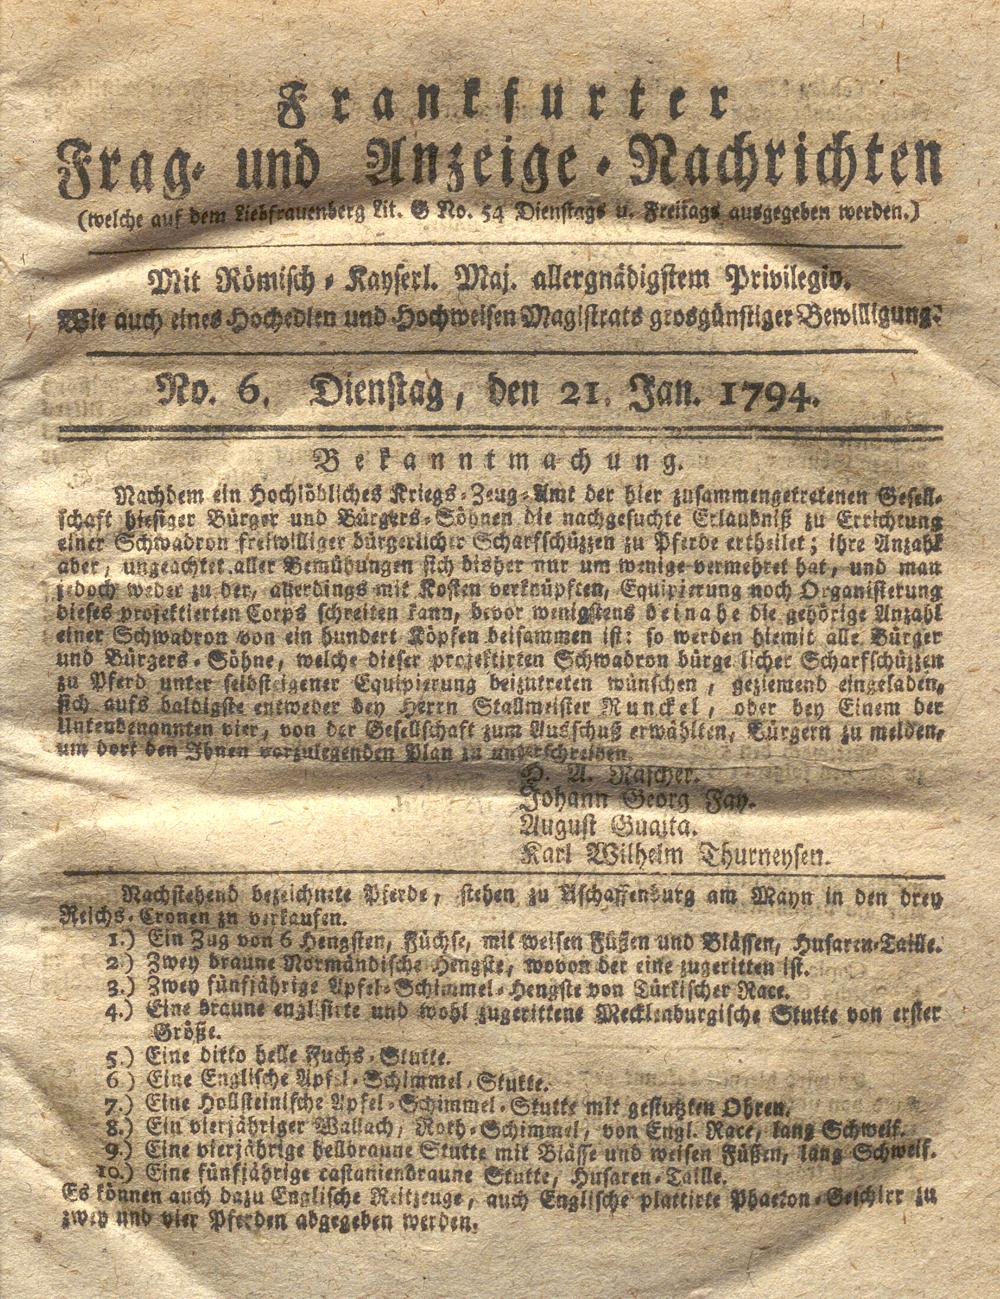 Frankfurter
Frag- und Anzeige-Nachrichten
(welche auf dem Liebfrauenberg Lit. G No. 54 Dienstags u. Freitags ausgegeben werden.)
Mit Römisch-Kayserl. Maj. allergnädigstem Privilegio.
Wie auch eines Hochedlen und Hochweisen Magistrats grosgünstiger Bewilligung.
No. 6. Dienstag, den 21. Jan. 1794.
Bekanntmachung.
Nachdem ein Hochlöbliches Kriegs-Zeug-Amt der hier zusammengetretenen Gesell-
schaft hiesiger Bürger und Bürgers-Söhnen die nachgesuchte Erlaubniß zu Errichtung
einer Schwadron freiwilliger bürgerlicher Scharfschüzzen zu Pferde ertheilet; ihre Anzahl
aber, ungeachtet aller Bemühungen sich bisher nur um wenige vermehret hat, und man
jedoch weder zu der, allerdings mit Kosten verknüpften, Equipierung noch Organisierung
dieses projektierten Corps schreiten kann, bevor wenigstens beinahe die gehörige Anzahl
einer Schwadron von ein hundert Köpfen beisammen ist: so werden hiemit alle Bürger
und Bürgers-Söhne, welche dieser projektirten Schwadron bürge licher Scharfschüzzen
zu Pferd unter selbsteigener Equipierung beizutreten wünschen, geziemend eingeladen,
sich aufs baldigste entweder bey Herrn Stallmeister Runckel, oder bey Einem der
Untenbenannten vier, von der Gesellschaft zum Ausschuß erwählten, Bürgern zu melden,
um dort den Ihnen vorzulegenden Plan zu unterschreiben.
H. A. Rascher.
Johann Georg Fay.
August Guaita.
Karl Wilhelm Thurneysen.
Nachstehend bezeichnete Pferde, stehen zu Aschaffenburg am Mayn in den drey
Reichs-Cronen zu verkaufen.
1.) Ein Zug von 6 Hengsten, Füchse, mit weisen Füßen und Blässen, Husaren-Taille.
2.) Zwey braune Normändische Hengste, wovon der eine zugeritten ist.
3.) Zwey fünfjährige Apfel-Schimmel-Hengste von Türkischer Race.
4.) Eine braune englisirte und wohl zugerittene Mecklenburgische Stutte von erster
Größe.
5.) Eine ditto helle Fuchs-Stutte.
6.) Eine Englische Apfel-Schimmel-Stutte.
7.) Eine Hollsteinische Apfel-Schimmel-Stutte mit gestutzten Ohren.
8.) Ein vierjähriger Wallach, Roth-Schimmel, von Engl. Race, lang Schweif.
9.) Eine vierjährige hellbraune Stutte mit Blässe und weisen Füßen, lang Schweif.
10.) Eine fünfjährige castanienbraune Stutte, Husaren-Taille.
Es können auch dazu Englische Reitzeuge, auch Englische plattirte Phaeton-Geschirr zu
zwey und vier Pferden abgegeben werden.